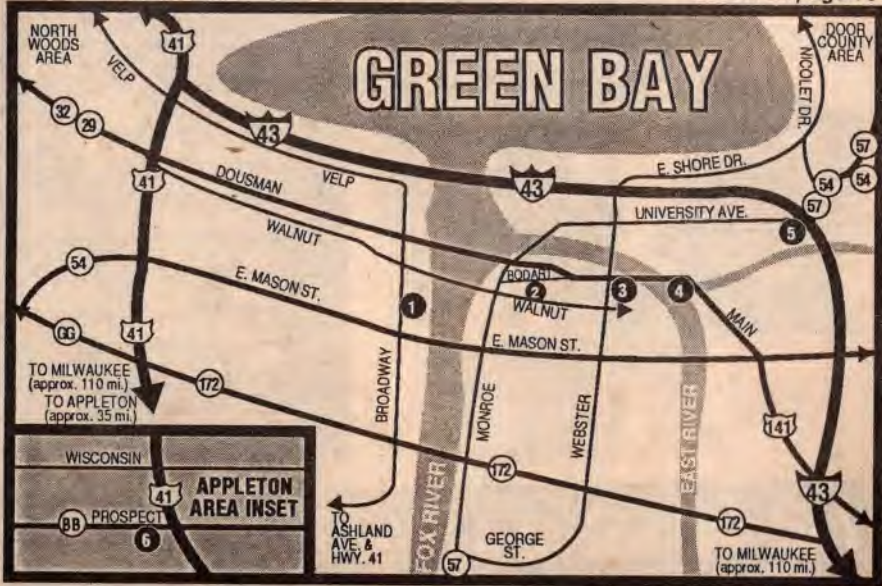 NORTH
WOODS
AREA
VELP
41
GREEN BAY
DOOR
COUNTY
AREA
NICOLET DR.
32
29
43
41
DOUSMAN
VELP
43
E. SHORE DR.
57
54
54
57
UNIVERSITY AVE.
5
WALNUT
54
E. MASON ST.
1
BODART
2
WALNUT
3
4
MAIN
E. MASON ST.
GG
41
TO MILWAUKEE
(approx. 110 mi.)
TO APPLETON
(approx. 35 mi.)
172
BROADWAY
FOX RIVER
MONROE
WEBSTER
EAST RIVER
141
172
43
WISCONSIN
41
APPLETON
AREA INSET
BB
PROSPECT
6
TO
ASHLAND
AVE. &
HWY. 41
57
GEORGE
ST.
172
TO MILWAUKEE
(approx. 110 mi.)